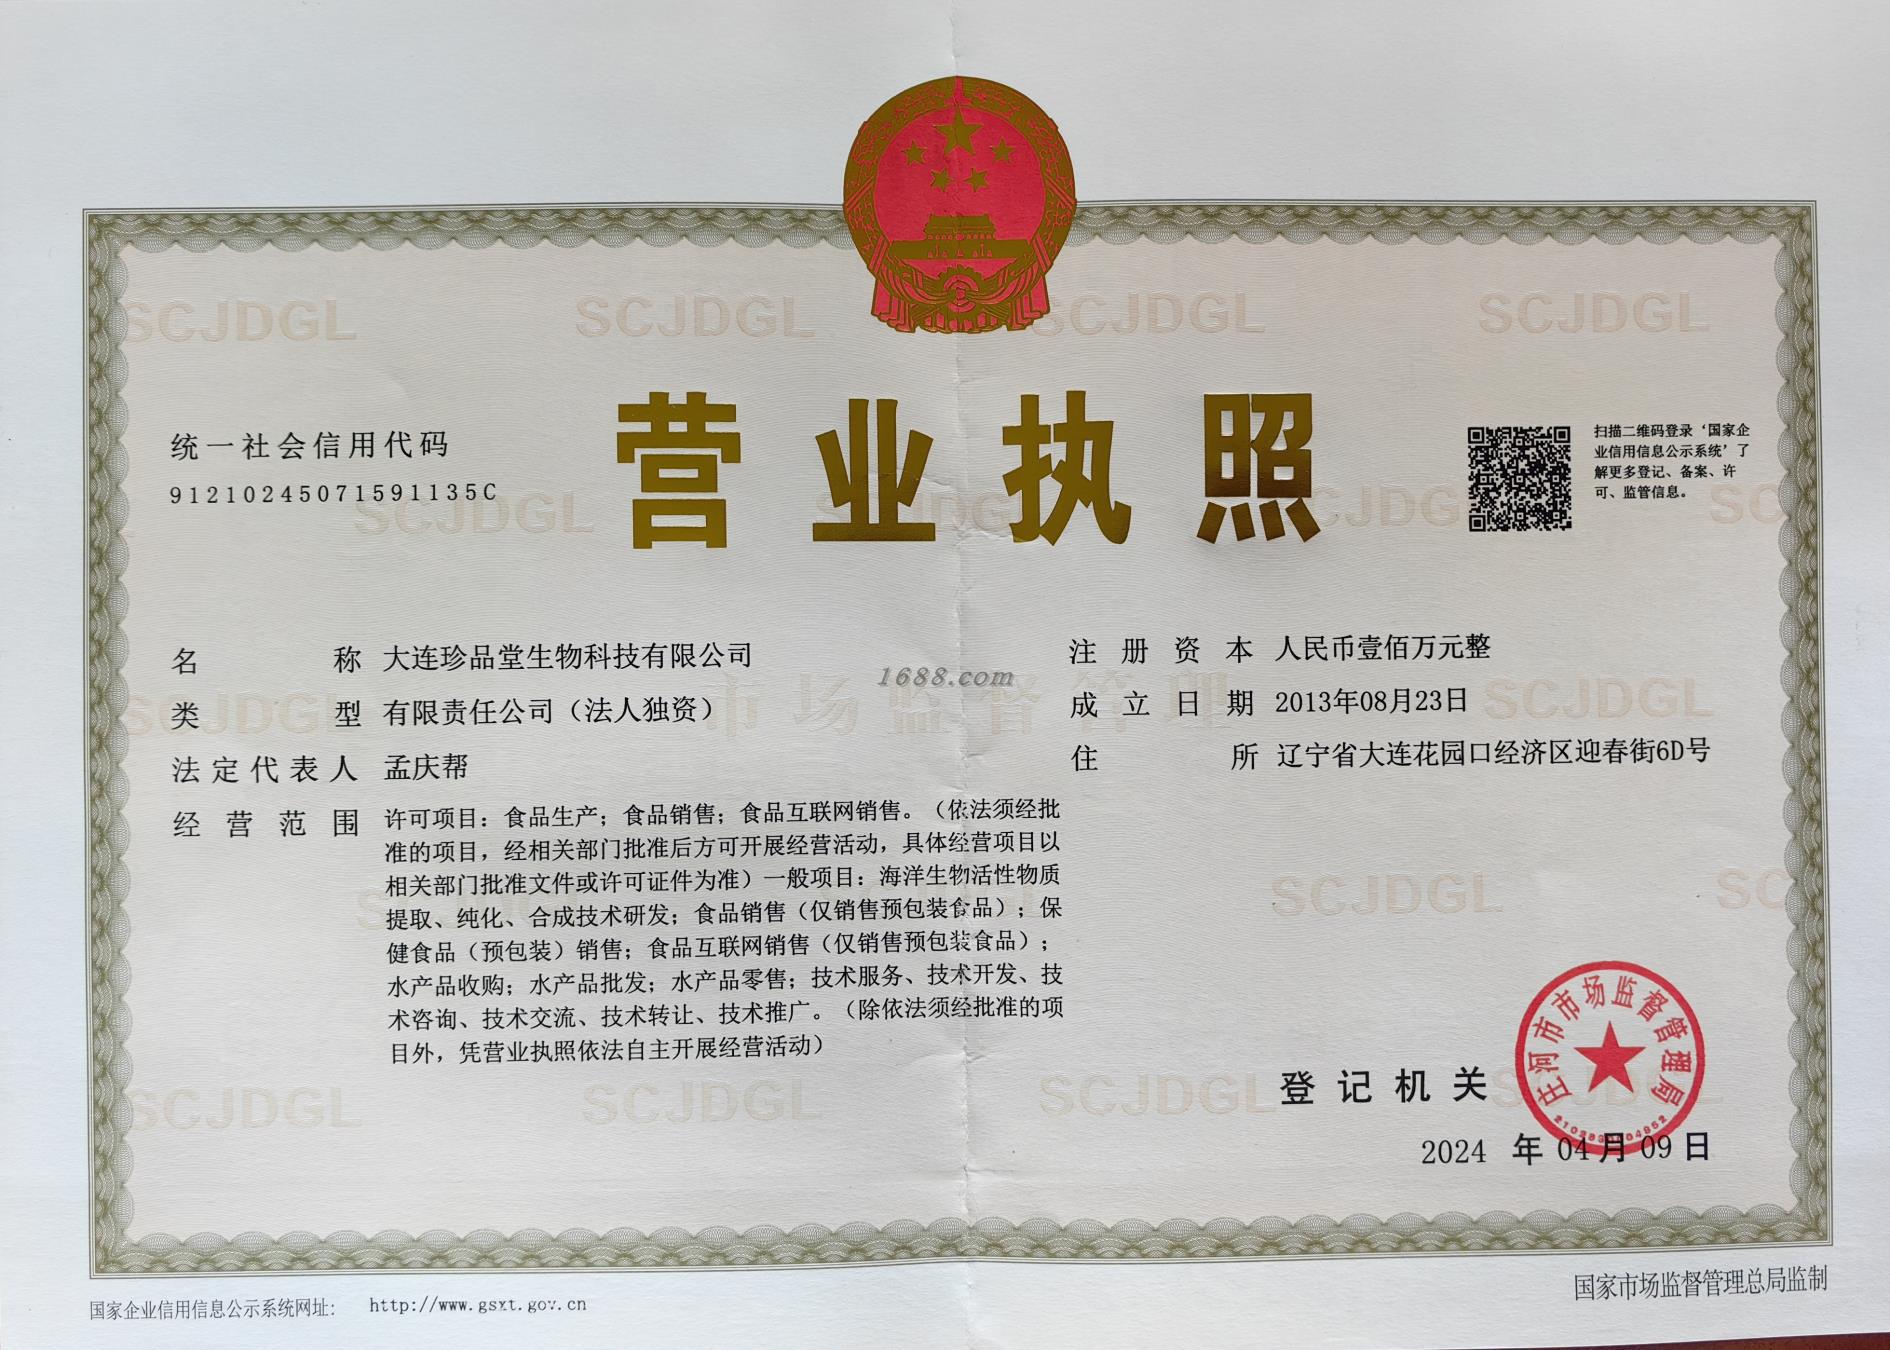 营业执照
统一社会信用代码
91210245071591135C
扫描二维码登录‘国家企
业信用信息公示系统’了
解更多登记、备案、许
可、监管信息。
名称 大连珍品堂生物科技有限公司
类型 有限责任公司（法人独资）
法定代表人 孟庆帮
经营范围 许可项目：食品生产；食品销售；食品互联网销售。（依法须经批
准的项目，经相关部门批准后方可开展经营活动，具体经营项目以
相关部门批准文件或许可证件为准）一般项目：海洋生物活性物质
提取、纯化、合成技术研发；食品销售（仅销售预包装食品）；保
健食品（预包装）销售；食品互联网销售（仅销售预包装食品）；
水产品收购；水产品批发；水产品零售；技术服务、技术开发、技
术咨询、技术交流、技术转让、技术推广。（除依法须经批准的项
目外，凭营业执照依法自主开展经营活动）
注册资本 人民币壹佰万元整
成立日期 2013年08月23日
住所 辽宁省大连花园口经济区迎春街6D号
1688.com
市场监督管理
SCJDGL
登记机关
庄河市市场监督管理局
2024年04月09日
国家企业信用信息公示系统网址： http://www.gsxt.gov.cn
国家市场监督管理总局监制